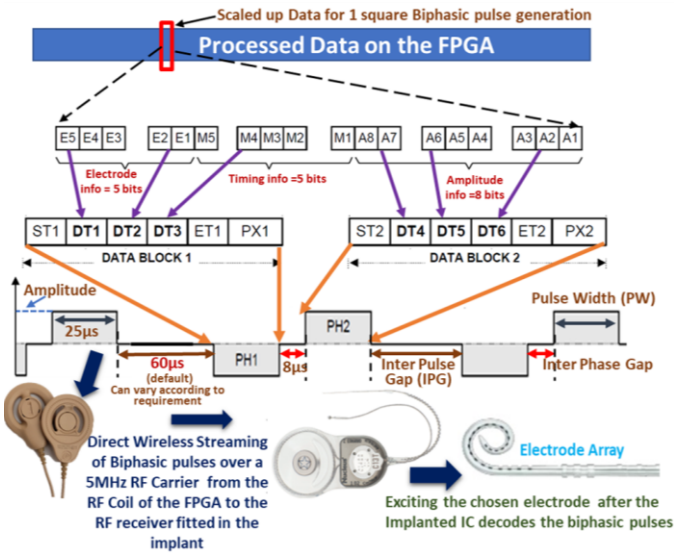 Scaled up Data for 1 square Biphasic pulse generation
Processed Data on the FPGA
E5 E4 E3 E2 E1 M5 M4 M3 M2 M1 A8 A7 A6 A5 A4 A3 A2 A1
Electrode
info = 5 bits
Timing info =5 bits
Amplitude
info =8 bits
ST1 DT1 DT2 DT3 ET1 PX1
ST2 DT4 DT5 DT6 ET2 PX2
DATA BLOCK 1
DATA BLOCK 2
Amplitude
25µs
60µs
(default)
Can vary according to
requirement
PH1
8µs
PH2
Inter Pulse
Gap (IPG)
Pulse Width (PW)
Inter Phase Gap
Direct Wireless Streaming
of Biphasic pulses over a
5MHz RF Carrier from the
RF Coil of the FPGA to the
RF receiver fitted in the
implant
Electrode Array
Exciting the chosen electrode after the
Implanted IC decodes the biphasic pulses